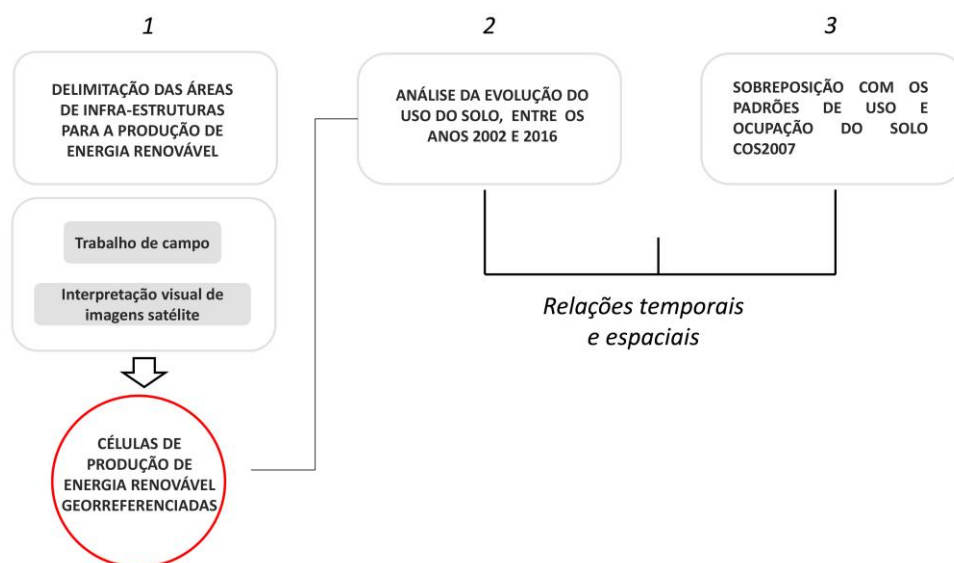 1
DELIMITAÇÃO DAS ÁREAS
DE INFRA-ESTRUTURAS
PARA A PRODUÇÃO DE
ENERGIA RENOVÁVEL
Trabalho de campo
Interpretação visual de
imagens satélite
CÉLULAS DE
PRODUÇÃO DE
ENERGIA RENOVÁVEL
GEORREFERENCIADAS
2
ANÁLISE DA EVOLUÇÃO DO
USO DO SOLO, ENTRE OS
ANOS 2002 E 2016
3
SOBREPOSIÇÃO COM OS
PADRÕES DE USO E
OCUPAÇÃO DO SOLO
COS2007
Relações temporais
e espaciais